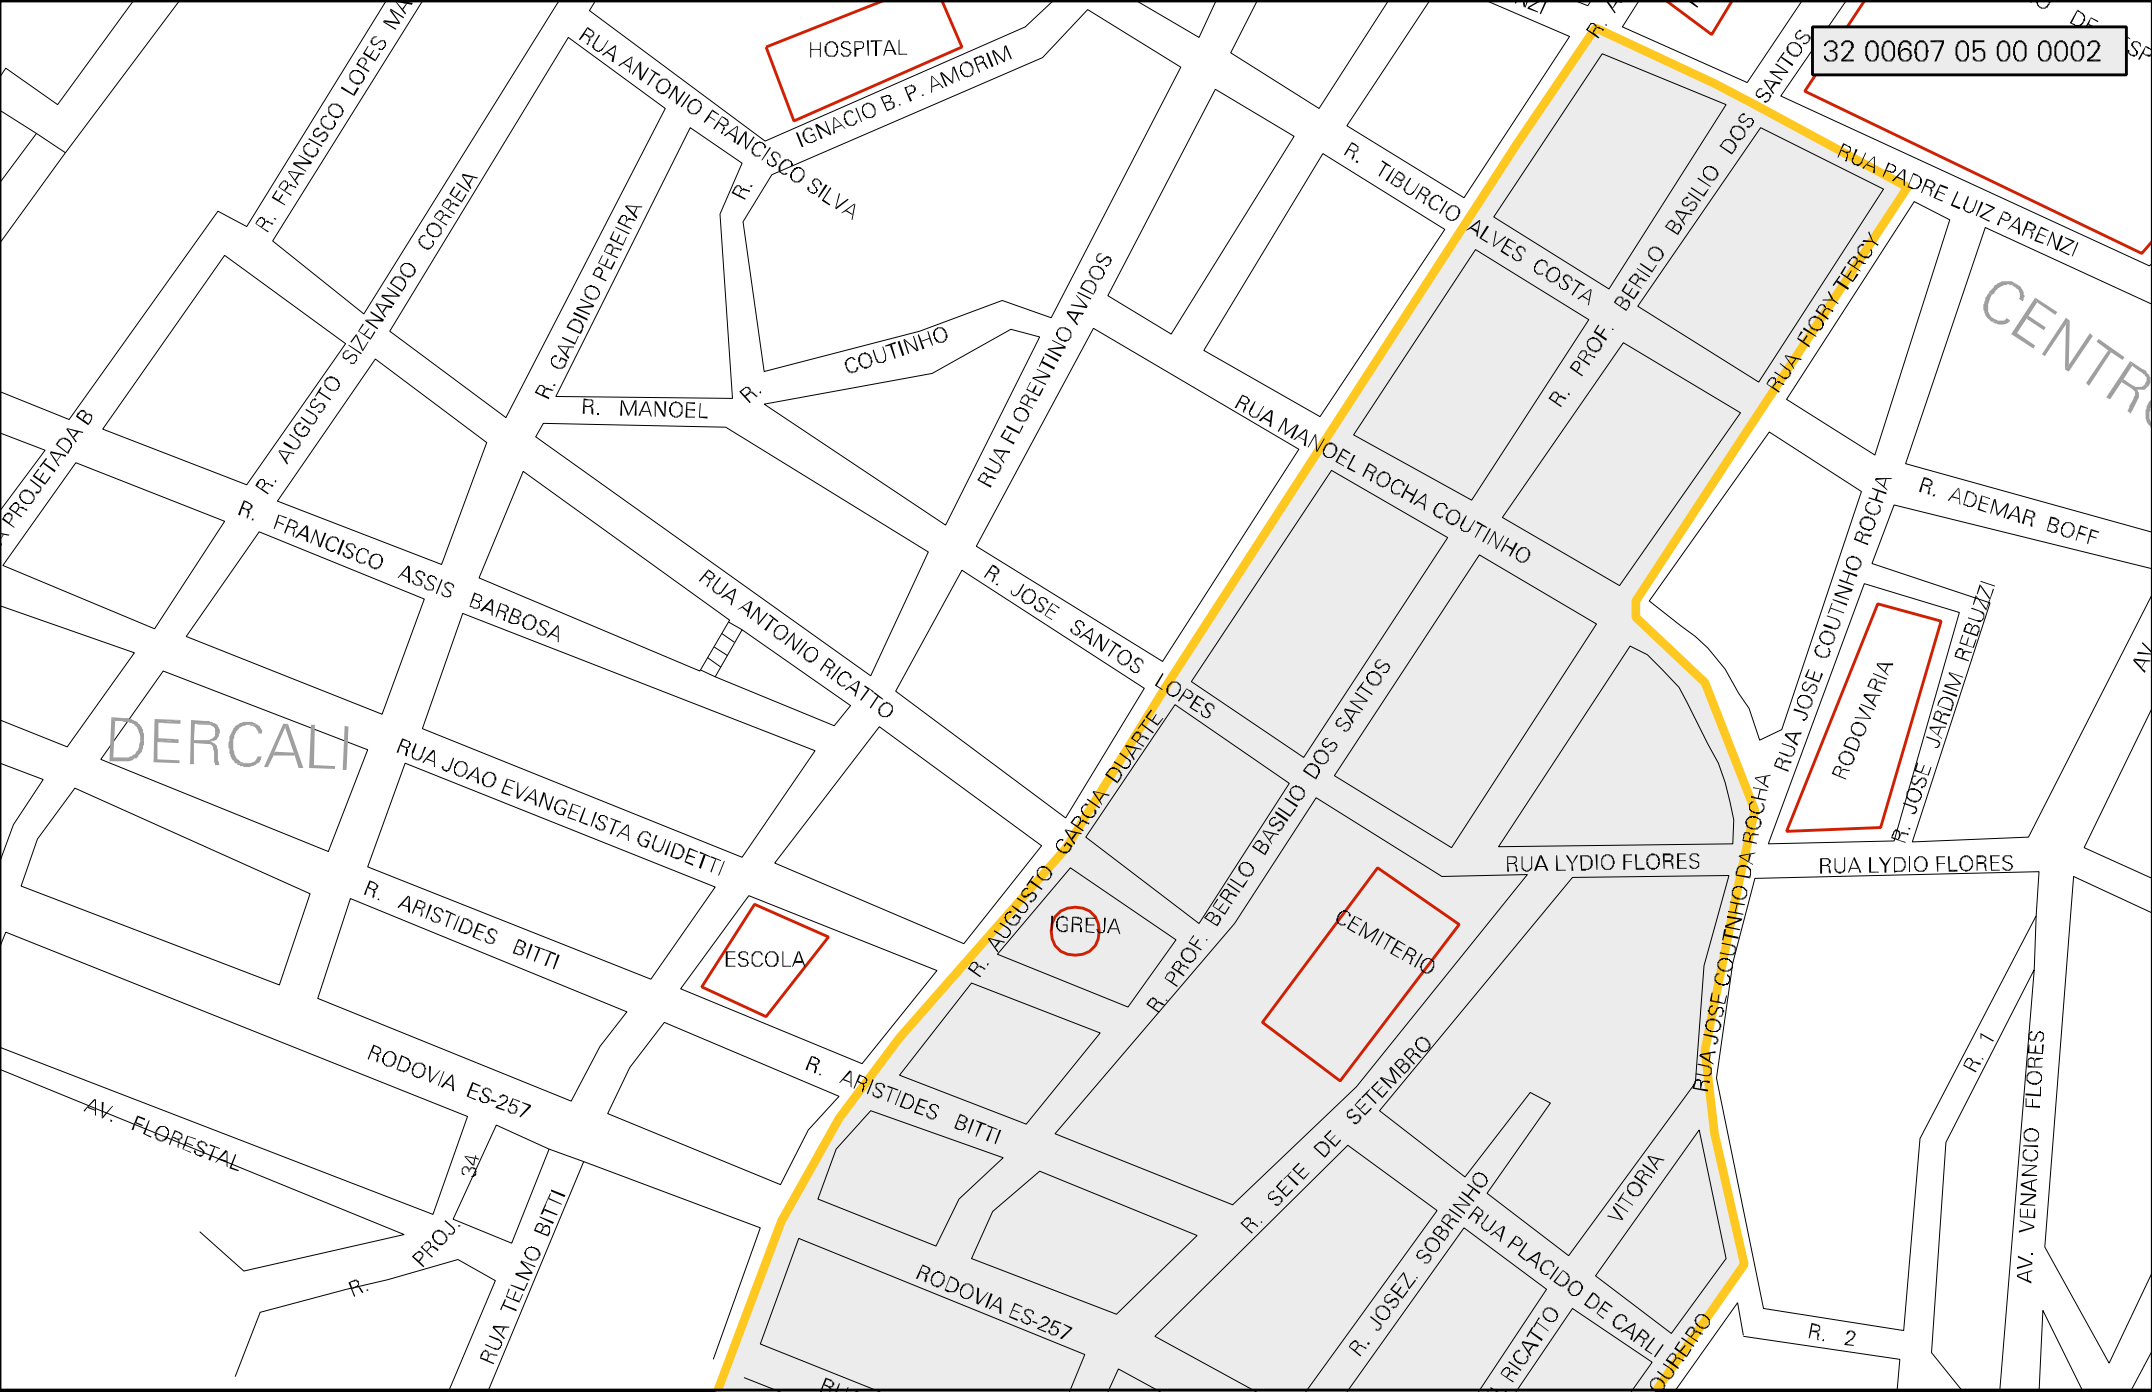 32 00607 05 00 0002
HOSPITAL
RUA ANTONIO FRANCISCO SILVA
IGNACIO B. P. AMORIM
R.
R. FRANCISCO LOPES
SANTOS
R. PROF. BERILO BASILIO DOS
RUA PADRE LUIZ PARENZI
R. TIBURCIO ALVES COSTA
R. AUGUSTO SIZENANDO CORREIA
R. GALDINO PEREIRA
RUA FIORY TERCY
RUA FLORENTINO AVIDOS
R. MANOEL
R. COUTINHO
RUA MANOEL ROCHA COUTINHO
PROJETADA B
R. ADEMAR BOFF
R. FRANCISCO ASSIS BARBOSA
RUA ANTONIO RICATTO
R. JOSE SANTOS LOPES
RUA JOSE COUTINHO ROCHA
RODOVIARIA
R. JOSE JARDIM REBUZZI
AV.
DERCALI
RUA JOAO EVANGELISTA GUIDETTI
R. AUGUSTO GARCIA DUARTE
R. PROF. BERILO BASILIO DOS SANTOS
RUA LYDIO FLORES
RUA LYDIO FLORES
RUA JOSE COUTINHO DA ROCHA
R. ARISTIDES BITTI
ESCOLA
IGREJA
CEMITERIO
RODOVIA ES-257
R. ARISTIDES BITTI
AV. FLORESTAL
R. PROJ. 34
RUA TELMO BITTI
R. SETE DE SETEMBRO
R. JOSE Z. SOBRINHO
RUA PLACIDO DE CARLI
VITORIA
R. 1
AV. VENANCIO FLORES
RODOVIA ES-257
RICATTO
R. 2